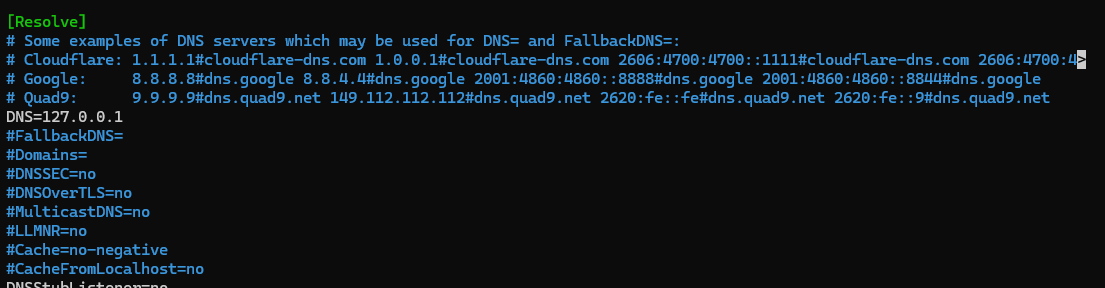 [Resolve]
# Some examples of DNS servers which may be used for DNS= and FallbackDNS=:
# Cloudflare: 1.1.1.1#cloudflare-dns.com 1.0.0.1#cloudflare-dns.com 2606:4700:4700::1111#cloudflare-dns.com 2606:4700:4>
# Google:     8.8.8.8#dns.google 8.8.4.4#dns.google 2001:4860:4860::8888#dns.google 2001:4860:4860::8844#dns.google
# Quad9:      9.9.9.9#dns.quad9.net 149.112.112.112#dns.quad9.net 2620:fe::fe#dns.quad9.net 2620:fe::9#dns.quad9.net
DNS=127.0.0.1
#FallbackDNS=
#Domains=
#DNSSEC=no
#DNSOverTLS=no
#MulticastDNS=no
#LLMNR=no
#Cache=no-negative
#CacheFromLocalhost=no
DNSStubListener=no